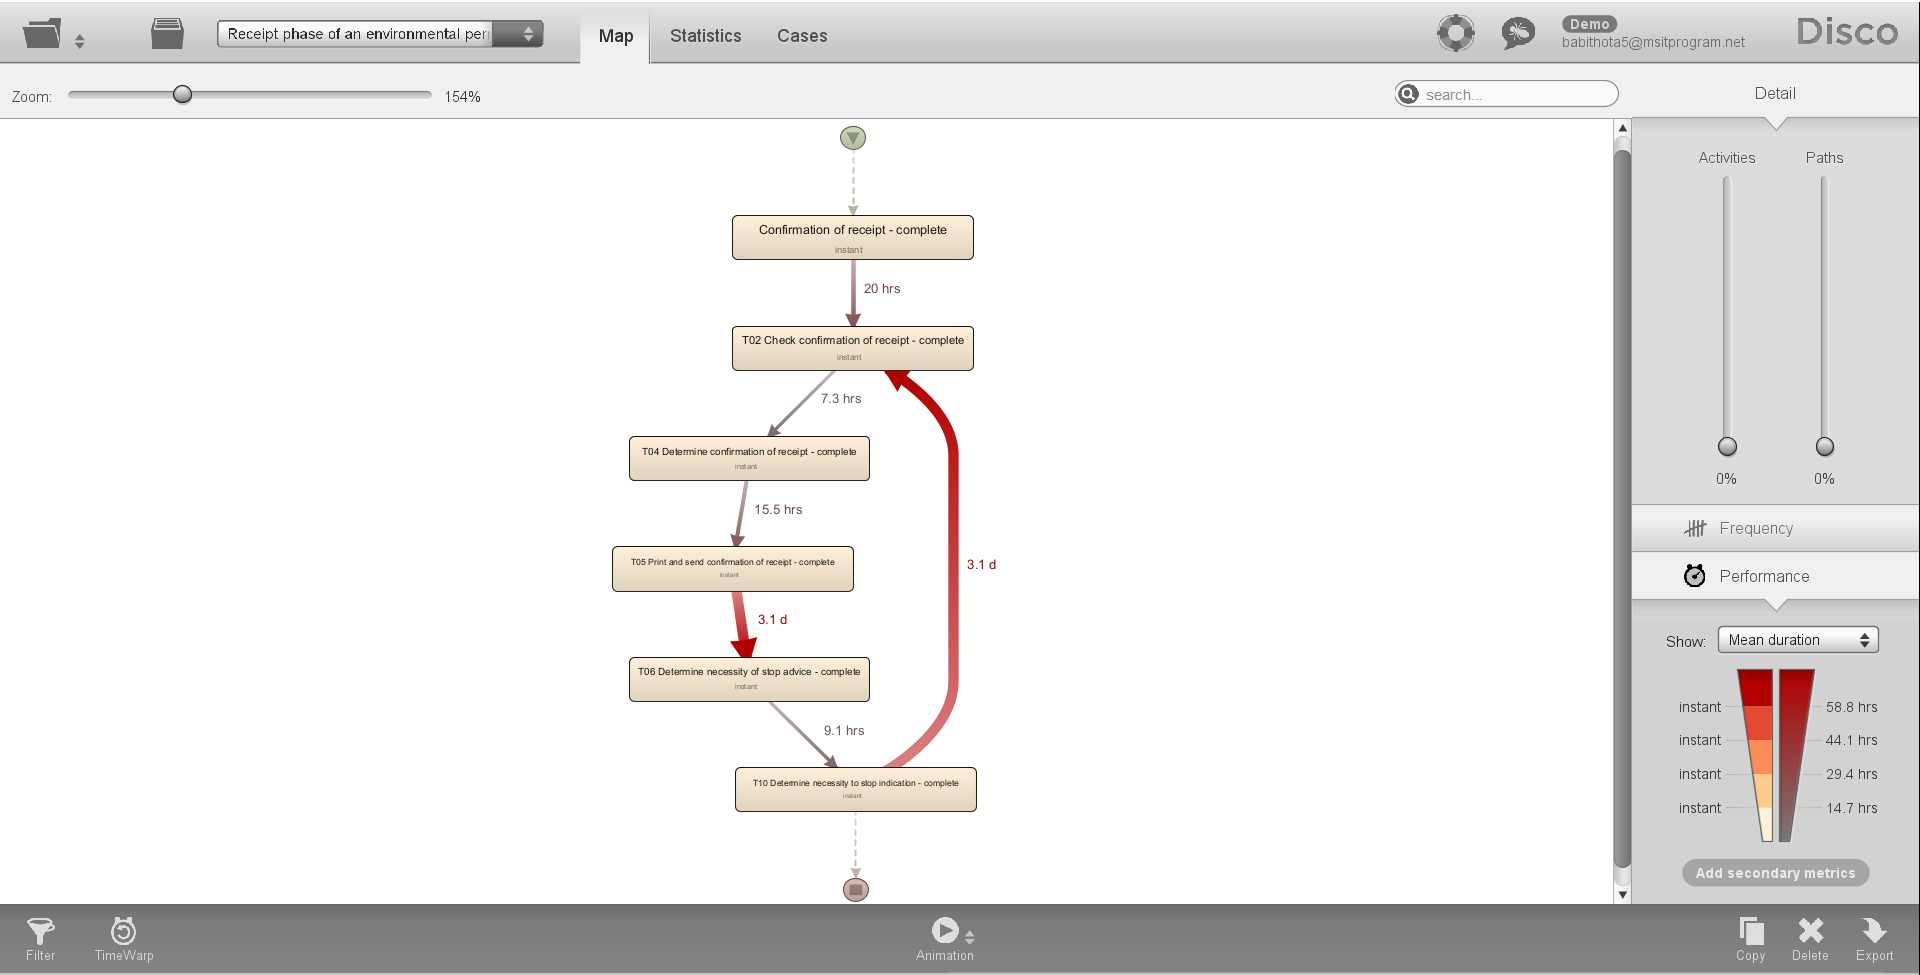 Receipt phase of an environmental per
Map
Statistics
Cases
Demo
babithota5@msitprogram.net
Disco
Zoom:
154%
search...
Detail
Activities
Paths
0%
0%
Frequency
Performance
Show:
Mean duration
instant
58.8 hrs
instant
44.1 hrs
instant
29.4 hrs
instant
14.7 hrs
Add secondary metrics
Confirmation of receipt - complete
instant
20 hrs
T02 Check confirmation of receipt - complete
instant
7.3 hrs
T04 Determine confirmation of receipt - complete
instant
15.5 hrs
T05 Print and send confirmation of receipt - complete
instant
3.1 d
3.1 d
T06 Determine necessity of stop advice - complete
instant
9.1 hrs
T10 Determine necessity to stop indication - complete
instant
Filter
TimeWarp
Animation
Copy
Delete
Export